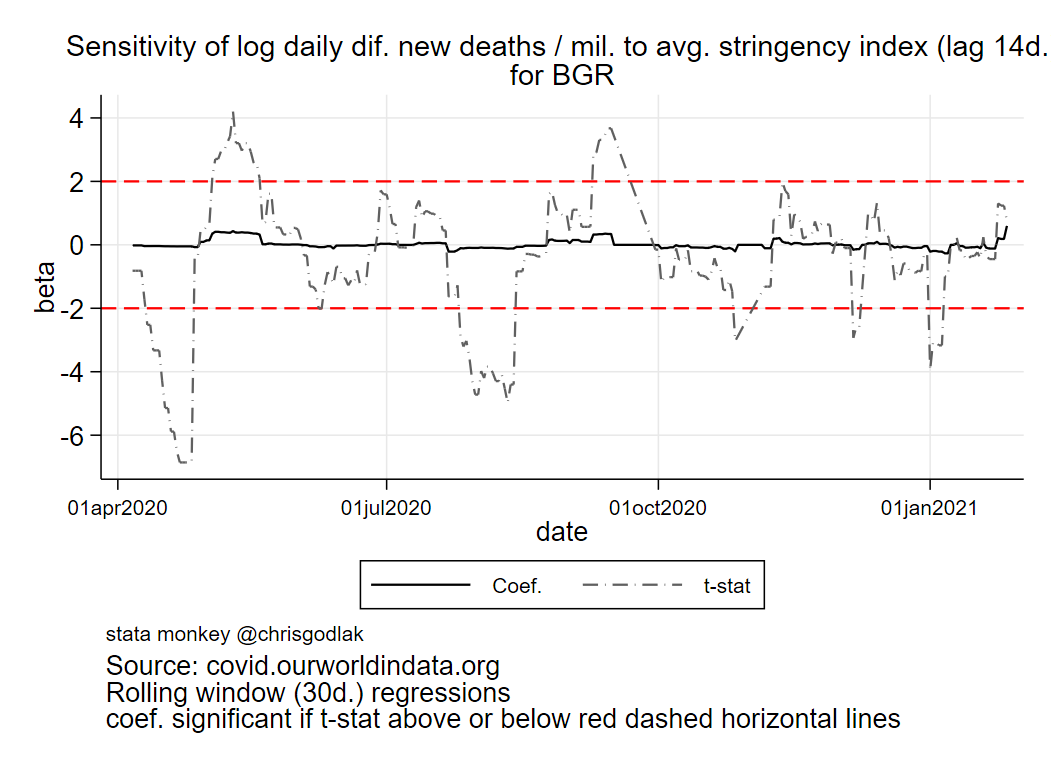 Sensitivity of log daily dif. new deaths / mil. to avg. stringency index (lag 14d.
for BGR
4
2
0
-2
-4
-6
beta
01apr2020 01jul2020 01oct2020 01jan2021
date
Coef. t-stat
stata monkey @chrisgodlak
Source: covid.ourworldindata.org
Rolling window (30d.) regressions
coef. significant if t-stat above or below red dashed horizontal lines